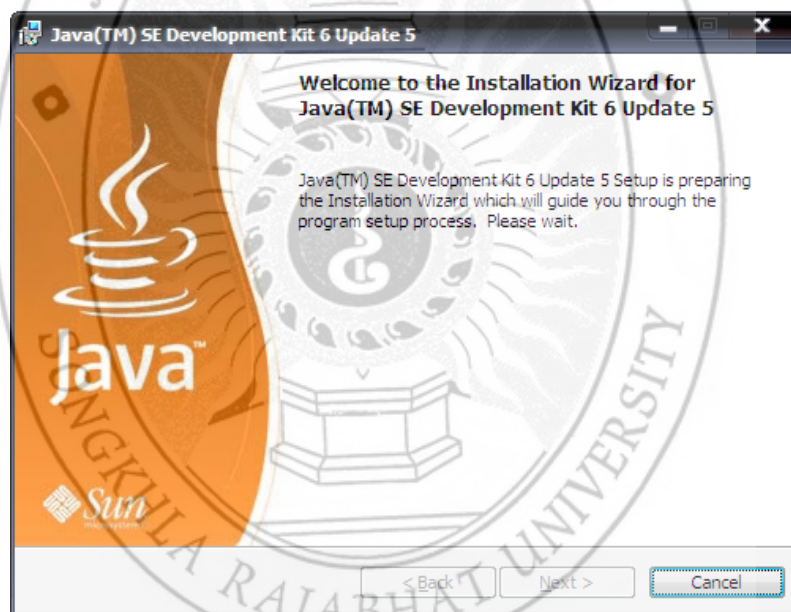 Java(TM) SE Development Kit 6 Update 5
Welcome to the Installation Wizard for
Java(TM) SE Development Kit 6 Update 5
Java(TM) SE Development Kit 6 Update 5 Setup is preparing
the Installation Wizard which will guide you through the
program setup process. Please wait.
Java™
Sun
microsystems
SONGKHLA RAJABHAT UNIVERSITY
< Back
Next >
Cancel